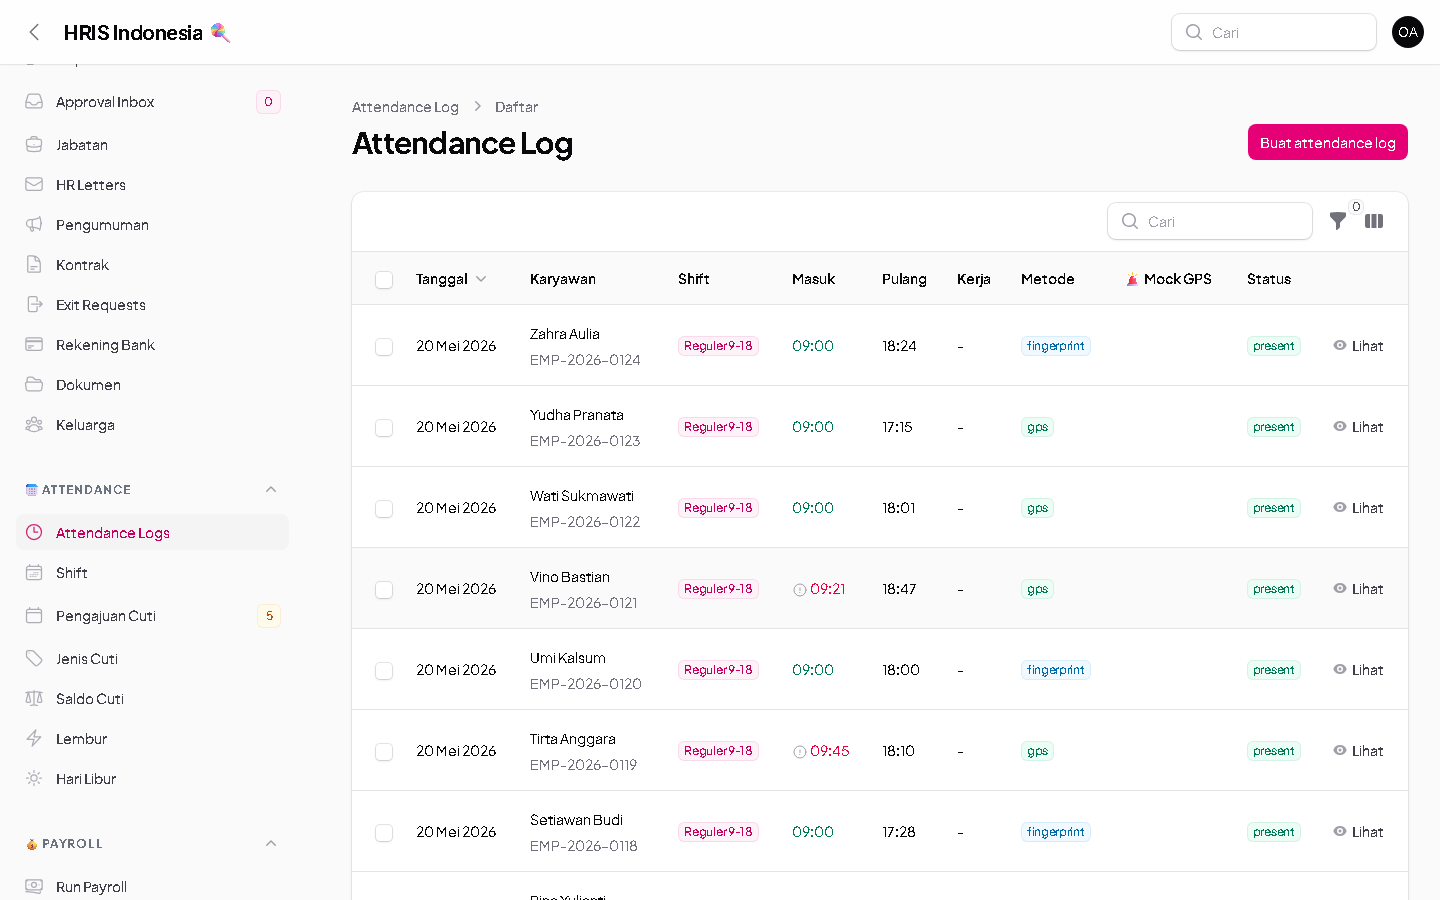 HRIS Indonesia
Cari
OA
Approval Inbox
0
Jabatan
HR Letters
Pengumuman
Kontrak
Exit Requests
Rekening Bank
Dokumen
Keluarga
ATTENDANCE
Attendance Logs
Shift
Pengajuan Cuti
5
Jenis Cuti
Saldo Cuti
Lembur
Hari Libur
PAYROLL
Run Payroll
Attendance Log
Daftar
Attendance Log
Buat attendance log
Cari
0
Tanggal Karyawan Shift Masuk Pulang Kerja Metode Mock GPS Status
Zahra Aulia
20 Mei 2026 Reguler 9-18 09:00 18:24 - fingerprint present Lihat
EMP-2026-0124
Yudha Pranata
20 Mei 2026 Reguler 9-18 09:00 17:15 - gps present Lihat
EMP-2026-0123
Wati Sukmawati
20 Mei 2026 Reguler 9-18 09:00 18:01 - gps present Lihat
EMP-2026-0122
Vino Bastian
20 Mei 2026 Reguler 9-18 09:21 18:47 - gps present Lihat
EMP-2026-0121
Umi Kalsum
20 Mei 2026 Reguler 9-18 09:00 18:00 - fingerprint present Lihat
EMP-2026-0120
Tirta Anggara
20 Mei 2026 Reguler 9-18 09:45 18:10 - gps present Lihat
EMP-2026-0119
Setiawan Budi
20 Mei 2026 Reguler 9-18 09:00 17:28 - fingerprint present Lihat
EMP-2026-0118